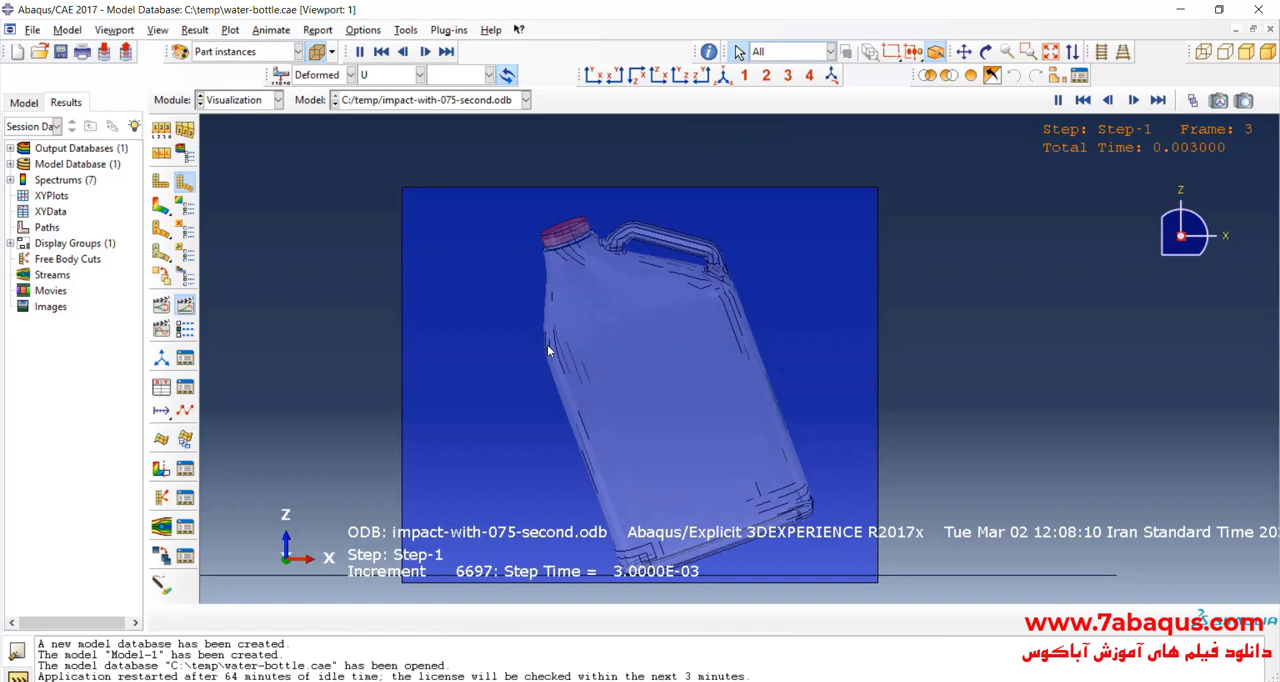 Abaqus/CAE 2017 - Model Database: C:\temp\water-bottle.cae [Viewport: 1]
File Model Viewport View Result Plot Animate Report Options Tools Plug-ins Help
Part instances All
Deformed U 1 2 3 4
Model Results Module: Visualization Model: C:/temp/impact-with-075-second.odb
Session Da
Output Databases (1)
Model Database (1)
Spectrums (7)
XYPlots
XYData
Paths
Display Groups (1)
Free Body Cuts
Streams
Movies
Images
Step: Step-1 Frame: 3
Total Time: 0.003000
Z
X
Z
X
ODB: impact-with-075-second.odb Abaqus/Explicit 3DEXPERIENCE R2017x Tue Mar 02 12:08:10 Iran Standard Time 20
Step: Step-1
Increment 6697: Step Time = 3.0000E-03
www.7abaqus.com
دانلود فیلم های آموزش آباکوس
A new model database has been created.
The model "Model-1" has been created.
The model database "C:\temp\water-bottle.cae" has been opened.
Application restarted after 64 minutes of idle time; the license will be checked within the next 3 minutes.